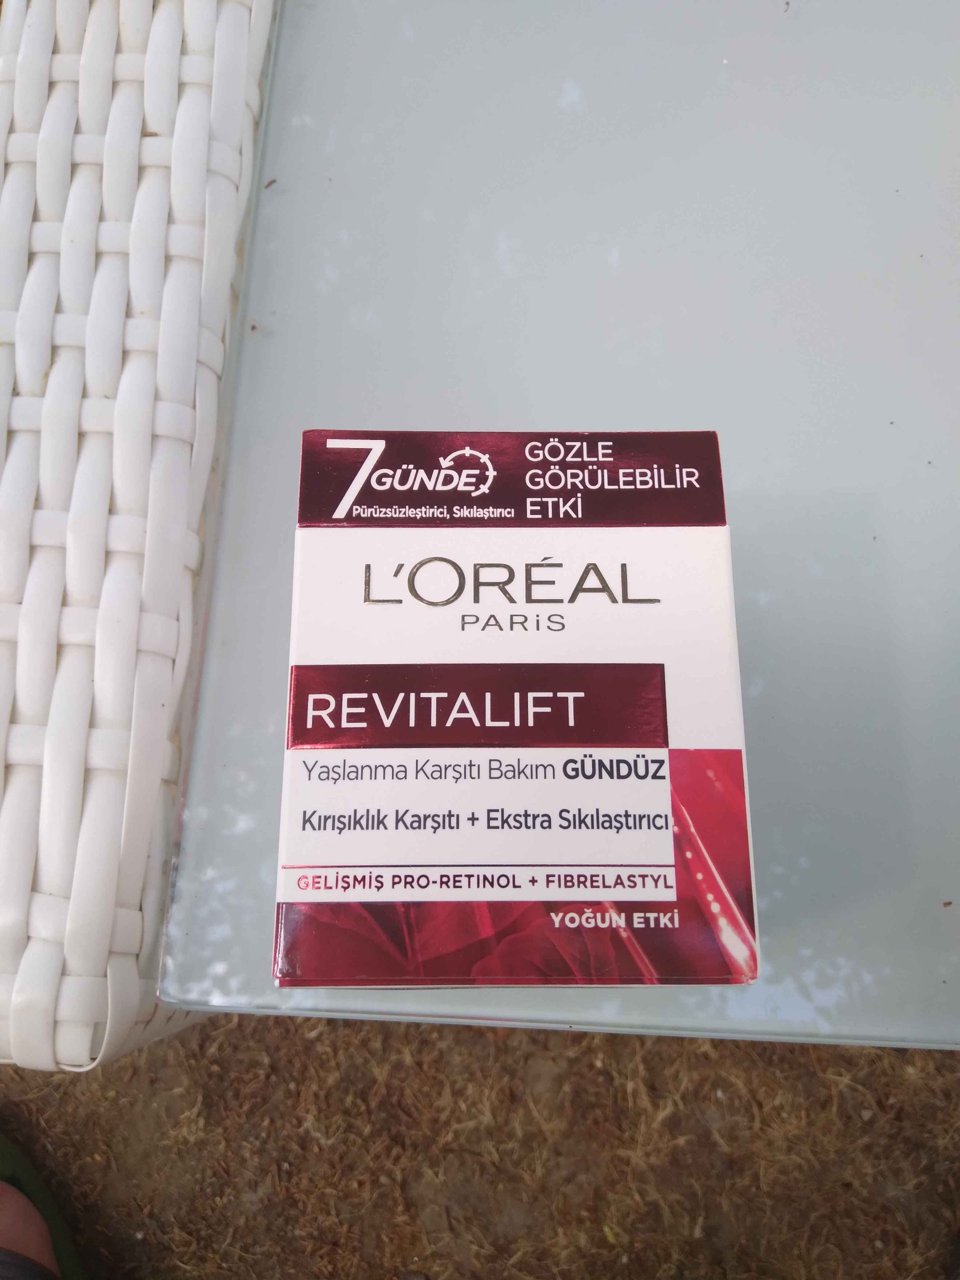 7 GÜNDE
Pürüzsüzleştirici, Sıkılaştırıcı
GÖZLE
GÖRÜLEBİLİR
ETKİ
L'ORÉAL
PARiS
REVITALIFT
Yaşlanma Karşıtı Bakım GÜNDÜZ
Kırışıklık Karşıtı + Ekstra Sıkılaştırıcı
GELİŞMİŞ PRO-RETINOL + FIBRELASTYL
YOĞUN ETKİ